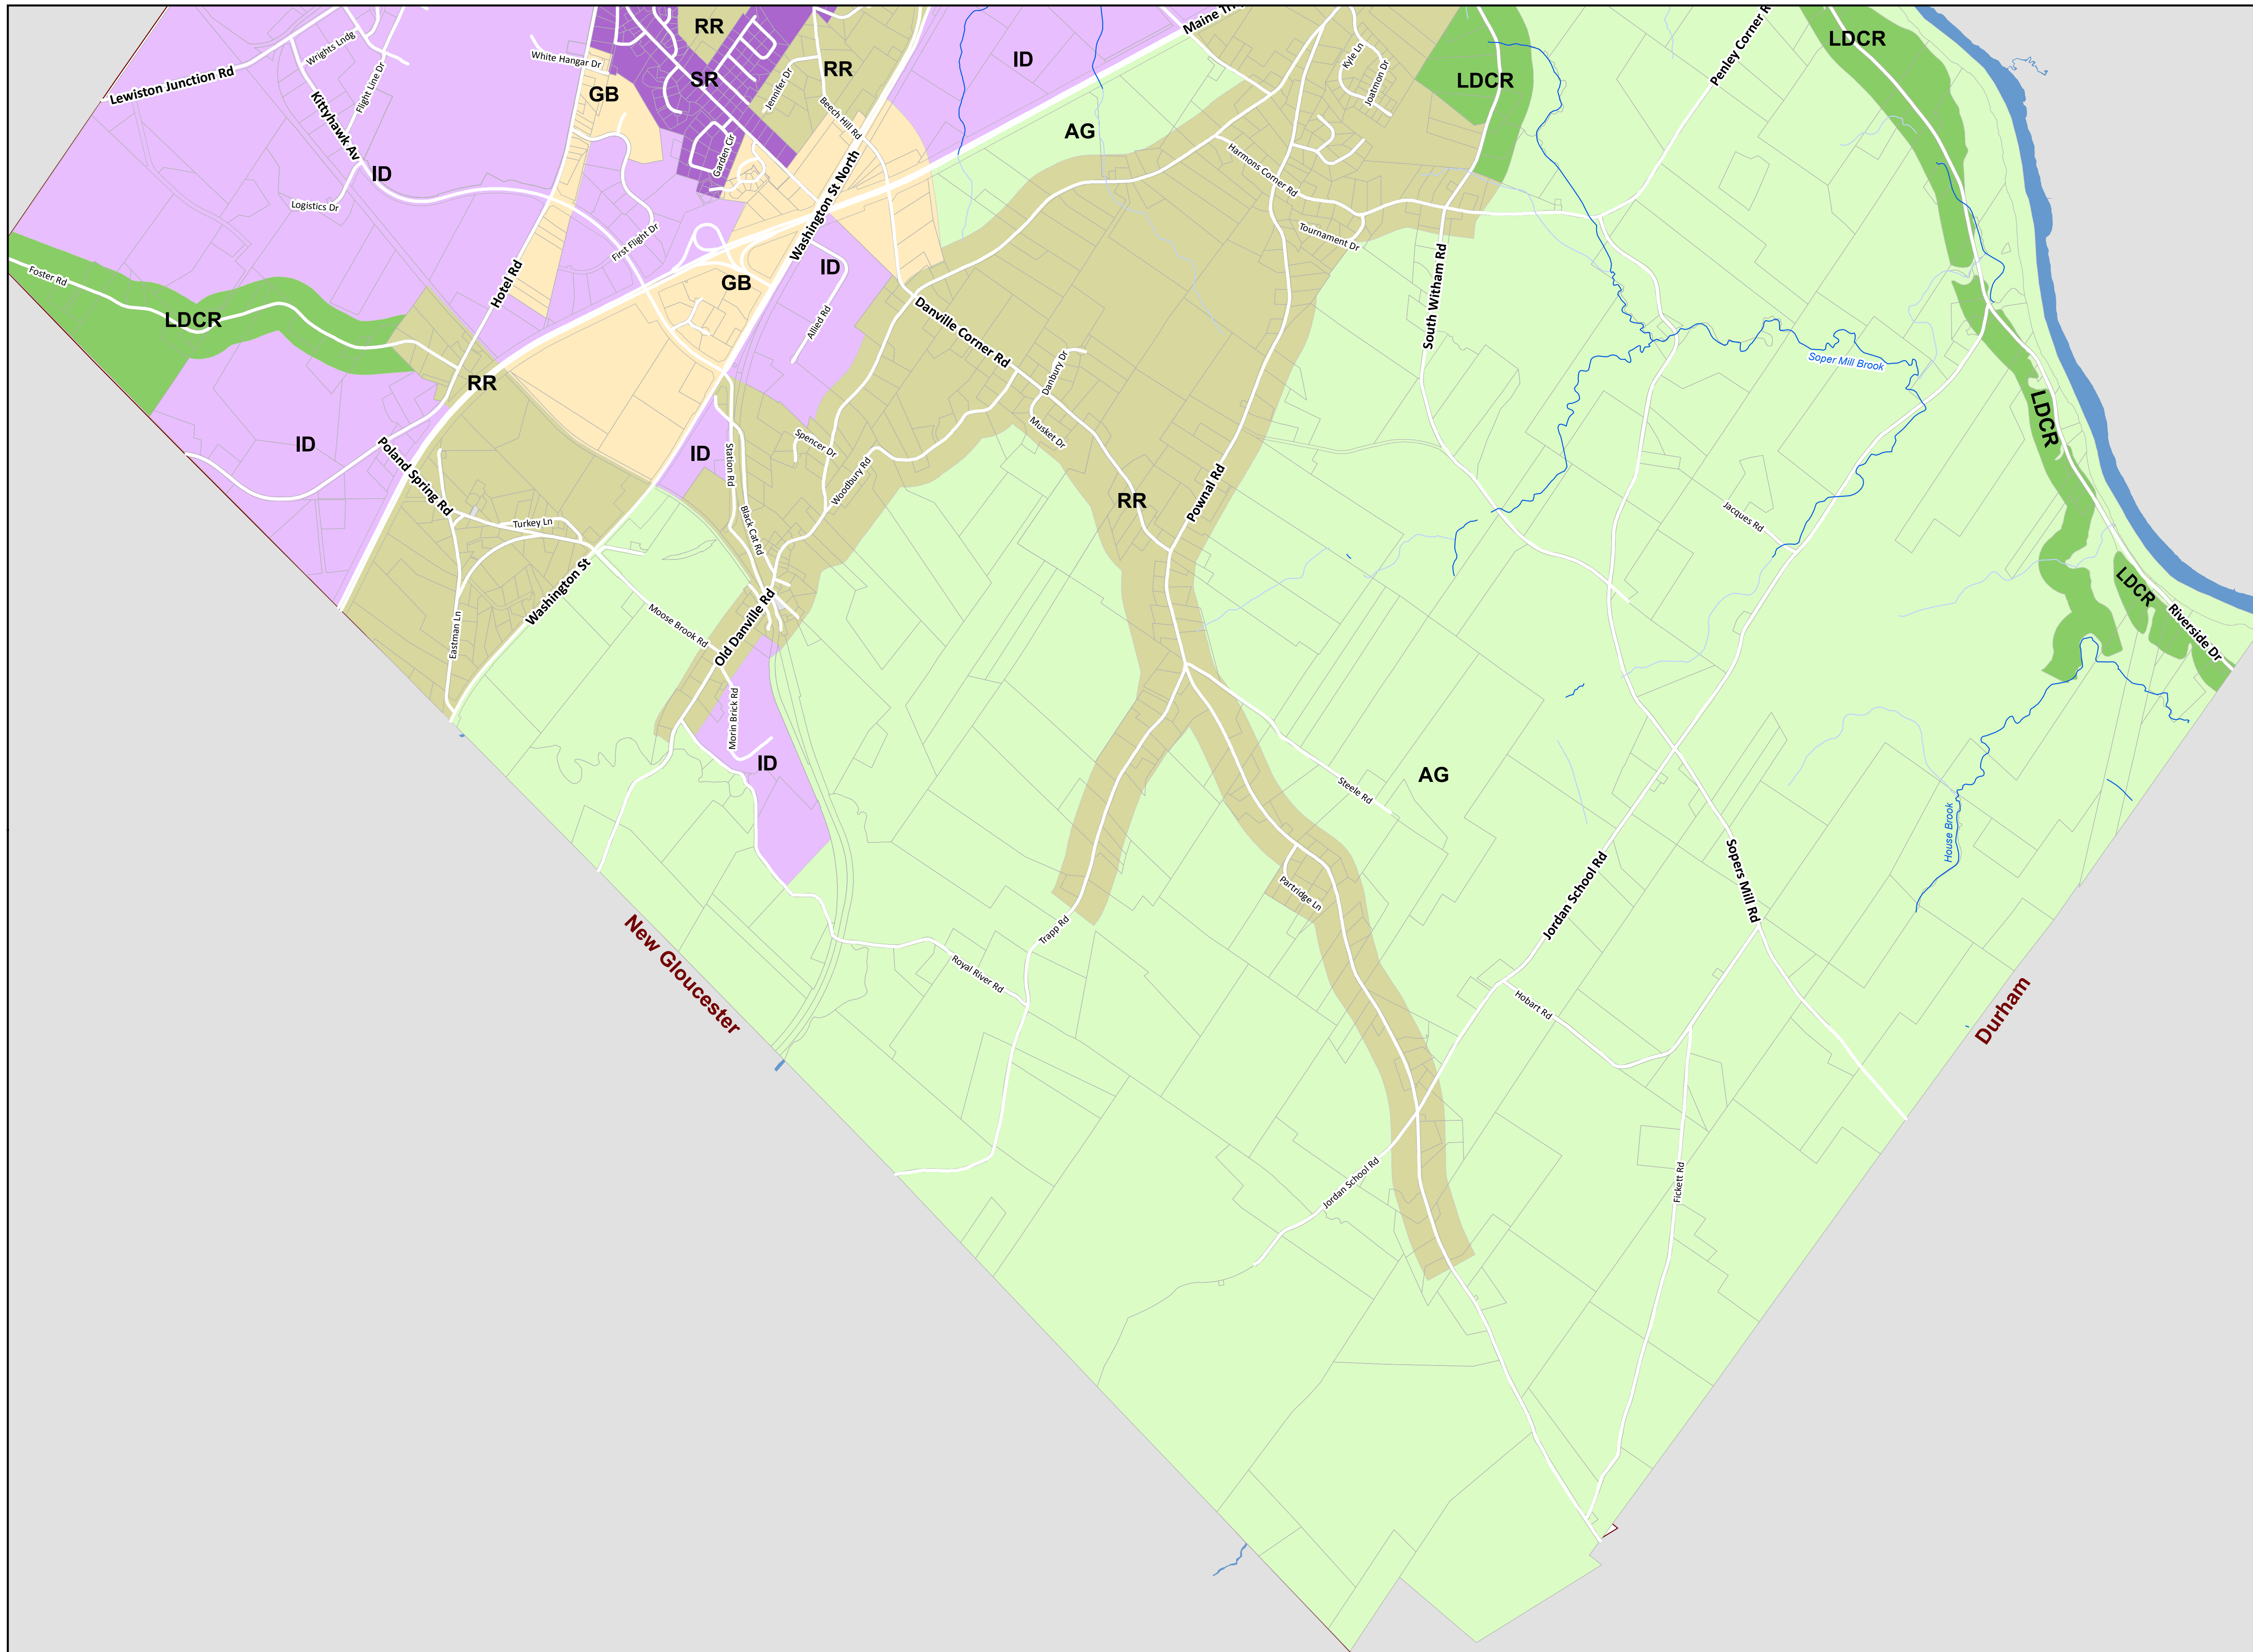 RR
Maine
LDCR
Penley Corner
Wrights Lndg
ID
Kyle Ln
White Hangar Dr
Lewiston Junction Rd
Flight Line Dr
SR
RR
Jennifer Dr
Joatmon Dr
LDCR
GB
Kittyhawk Av
Beech Hill Rd
AG
Garden Cir
Harmons Corner Rd
ID
Logistics Dr
Washington St North
Tournament Dr
First Flight Dr
Foster Rd
Hotel Rd
GB
ID
South Witham Rd
LDCR
Allied Rd
Danville Corner Rd
Soper Mill Brook
RR
Danbury Dr
LDCR
Musket Dr
ID
Spencer Dr
ID
Station Rd
Poland Spring Rd
Woodbury Rd
RR
Pownal Rd
Turkey Ln
Black Cat Rd
Jacques Rd
Washington St
LDCR
Moose Brook Rd
Old Danville Rd
Riverside Dr
Eastman Ln
Morin Brick Rd
ID
AG
Steele Rd
House Brook
Jordan School Rd
Sopers Mill Rd
Partridge Ln
Trapp Rd
New Gloucester
Royal River Rd
Hobart Rd
Durham
Jordan School Rd
Fickett Rd